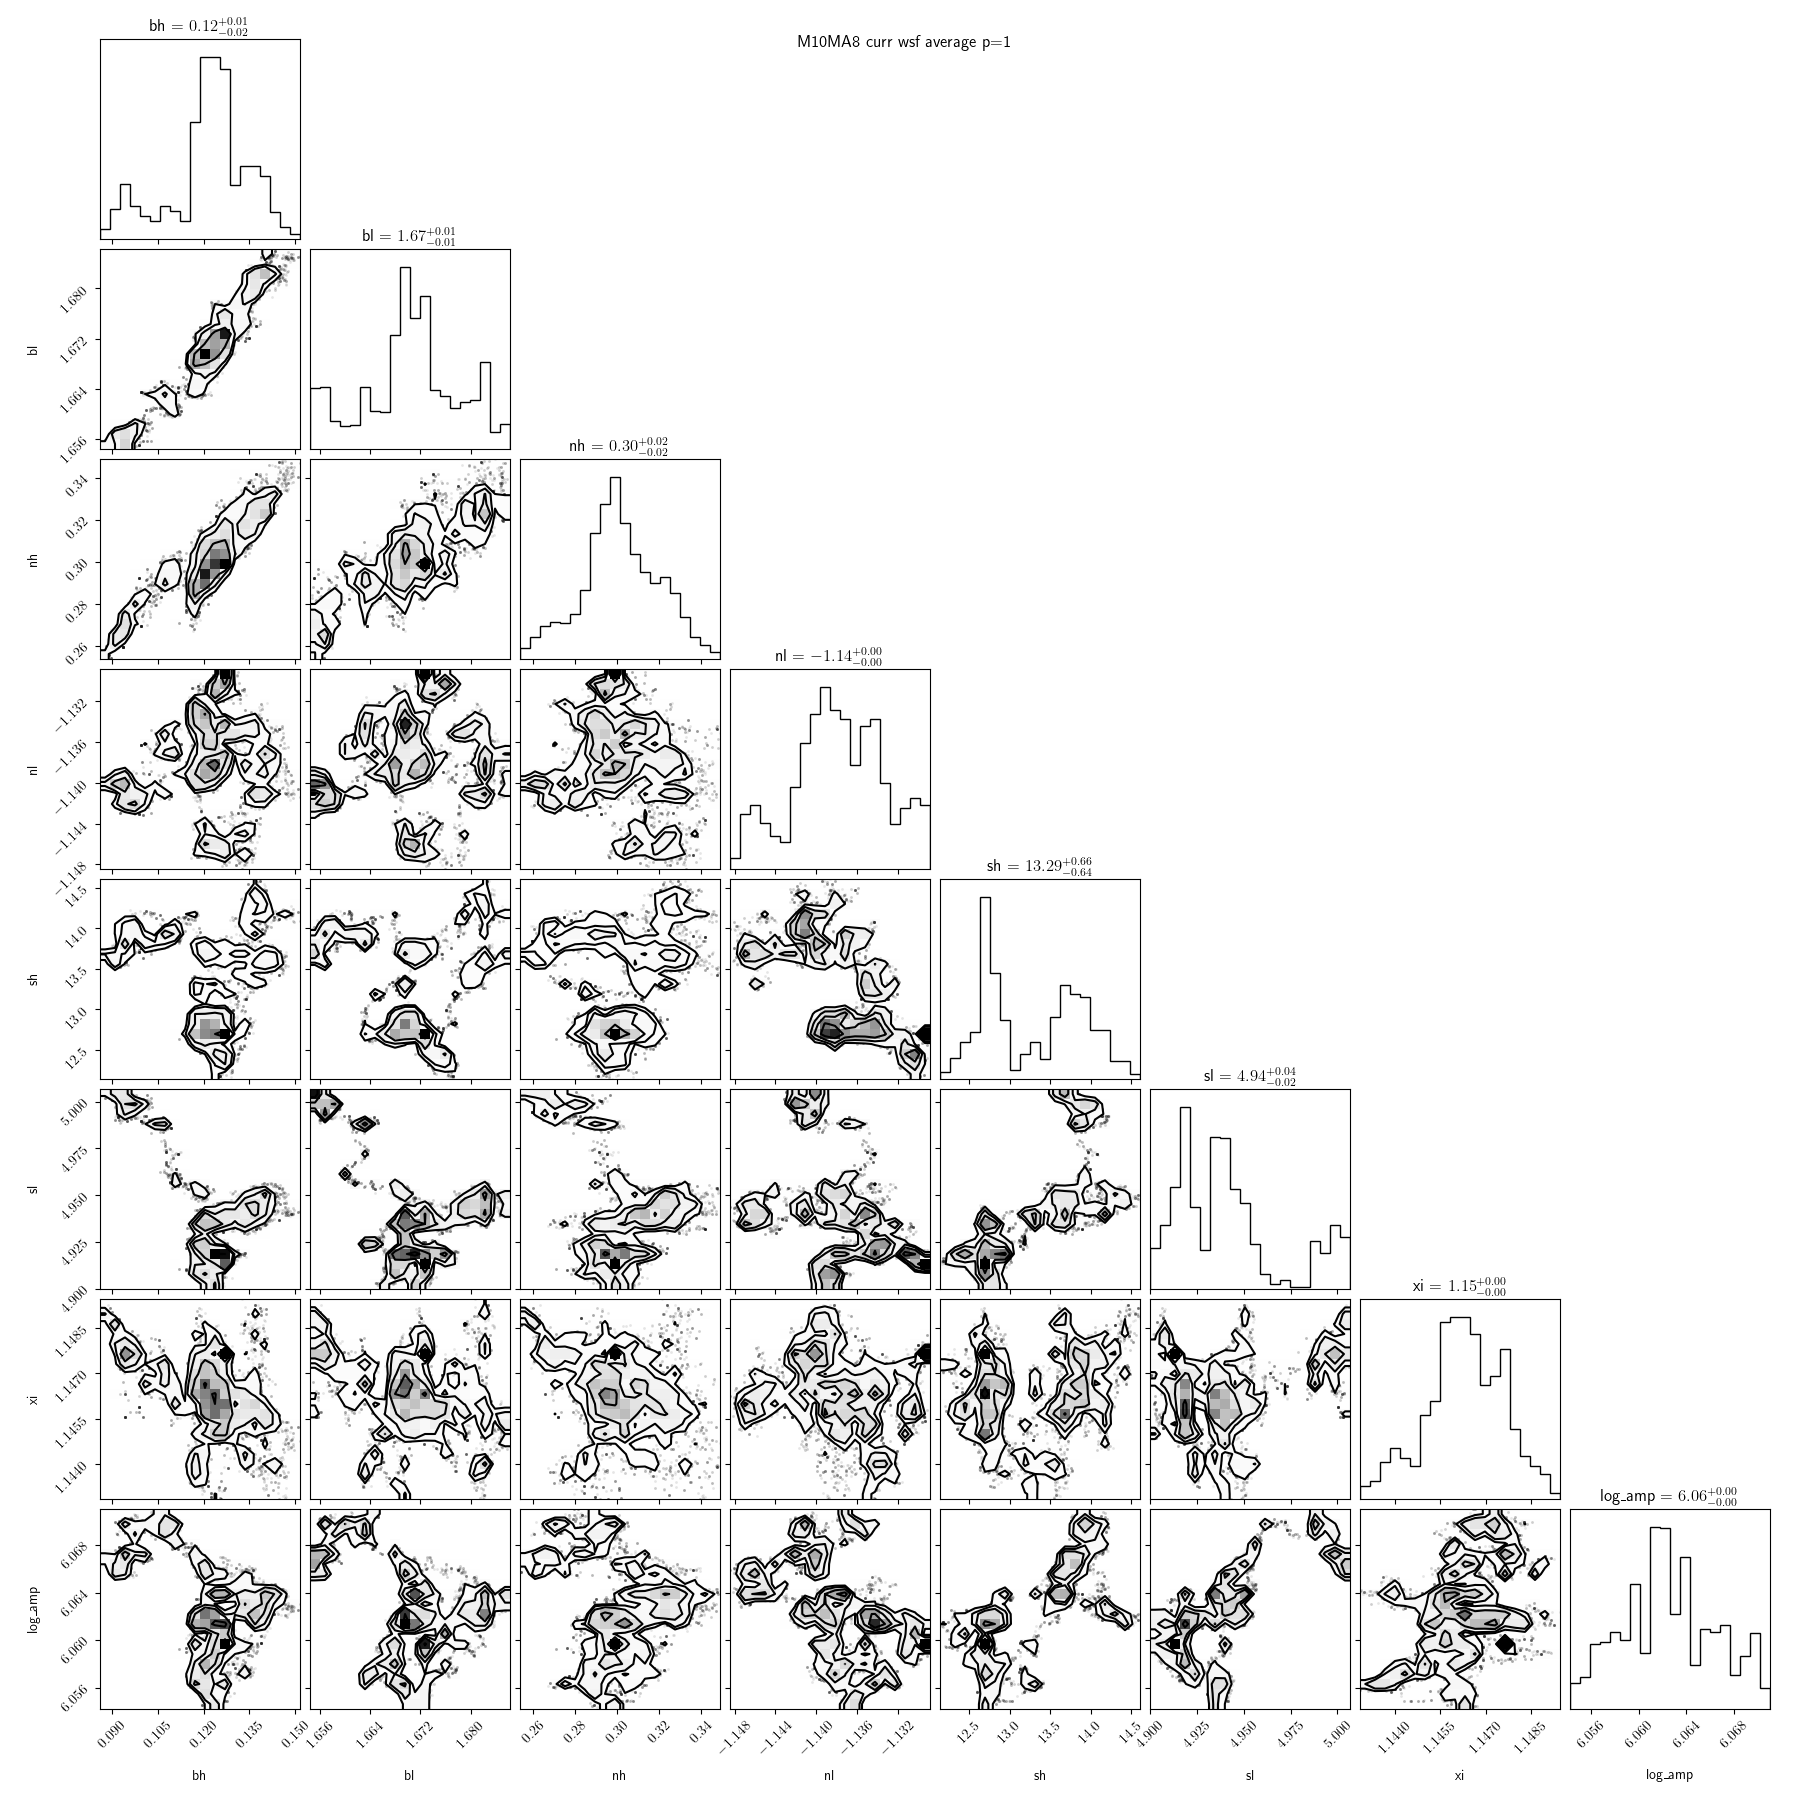 bh = 0.12 +0.01 −0.02
M10MA8 curr wsf average p=1
bl = 1.67 +0.01 −0.01
bl
1.680
1.672
1.664
1.656
nh = 0.30 +0.02 −0.02
nh
0.34
0.32
0.30
0.28
0.26
nl = −1.14 +0.00 −0.00
nl
−1.132
−1.136
−1.140
−1.144
−1.148
sh = 13.29 +0.66 −0.64
sh
14.5
14.0
13.5
13.0
12.5
sl = 4.94 +0.04 −0.02
sl
5.000
4.975
4.950
4.925
4.900
xi = 1.15 +0.00 −0.00
xi
1.1485
1.1470
1.1455
1.1440
log_amp = 6.06 +0.00 −0.00
log_amp
6.068
6.064
6.060
6.056
0.090 0.105 0.120 0.135 0.150 1.656 1.664 1.672 1.680 0.26 0.28 0.30 0.32 0.34 −1.148 −1.144 −1.140 −1.136 −1.132 12.5 13.0 13.5 14.0 14.5 4.900 4.925 4.950 4.975 5.000 1.1440 1.1455 1.1470 1.1485 6.056 6.060 6.064 6.068
bh bl nh nl sh sl xi log_amp